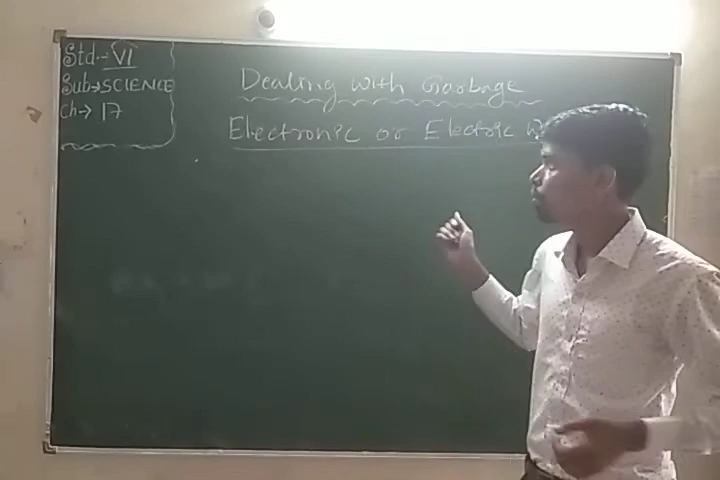 Std:- VI
Sub→SCIENCE
Ch→ 17
Dealing with Garbage
Electronic or Electric